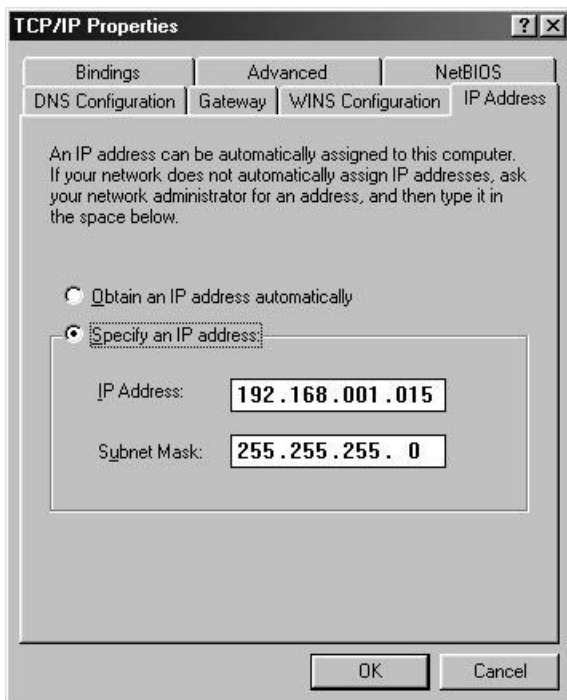 TCP/IP Properties
Bindings Advanced NetBIOS
DNS Configuration Gateway WINS Configuration IP Address
An IP address can be automatically assigned to this computer.
If your network does not automatically assign IP addresses, ask
your network administrator for an address, and then type it in
the space below.
Obtain an IP address automatically
Specify an IP address:
IP Address: 192.168.001.015
Subnet Mask: 255.255.255. 0
OK Cancel